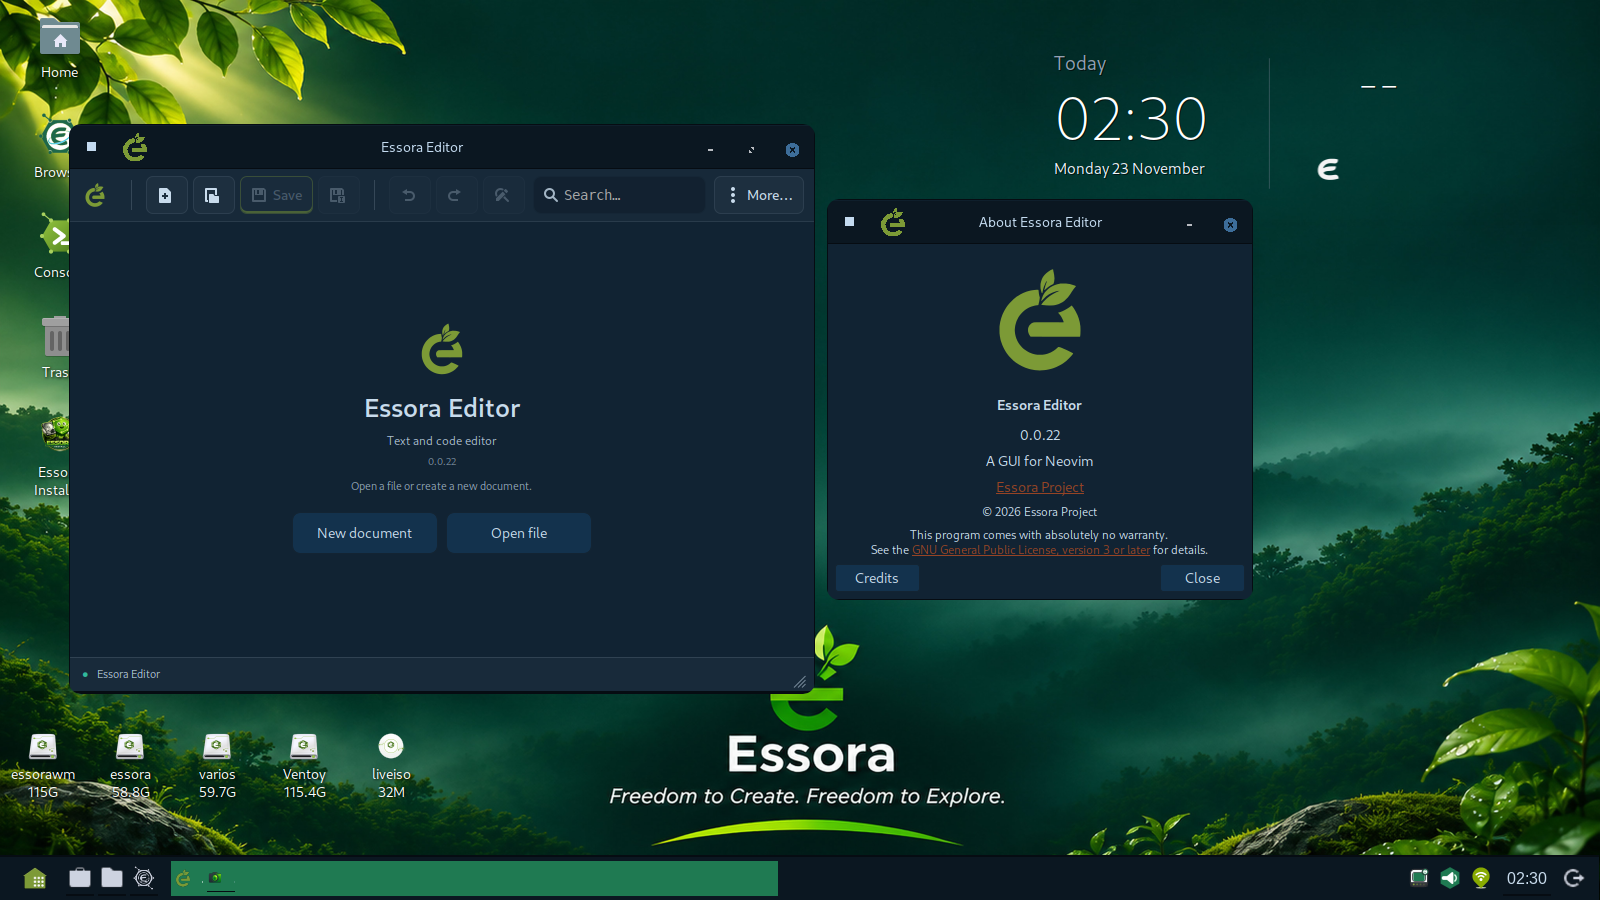 Home
Brows
Consc
Tras
Esso
Instal
Today
02:30
Monday 23 November
Essora Editor
Save
Search...
More...
Essora Editor
Text and code editor
0.0.22
Open a file or create a new document.
New document
Open file
Essora Editor
About Essora Editor
Essora Editor
0.0.22
A GUI for Neovim
Essora Project
© 2026 Essora Project
This program comes with absolutely no warranty.
See the GNU General Public License, version 3 or later for details.
Credits
Close
essorawm
115G
essora
58.8G
varios
59.7G
Ventoy
115.4G
liveiso
32M
Essora
Freedom to Create. Freedom to Explore.
02:30